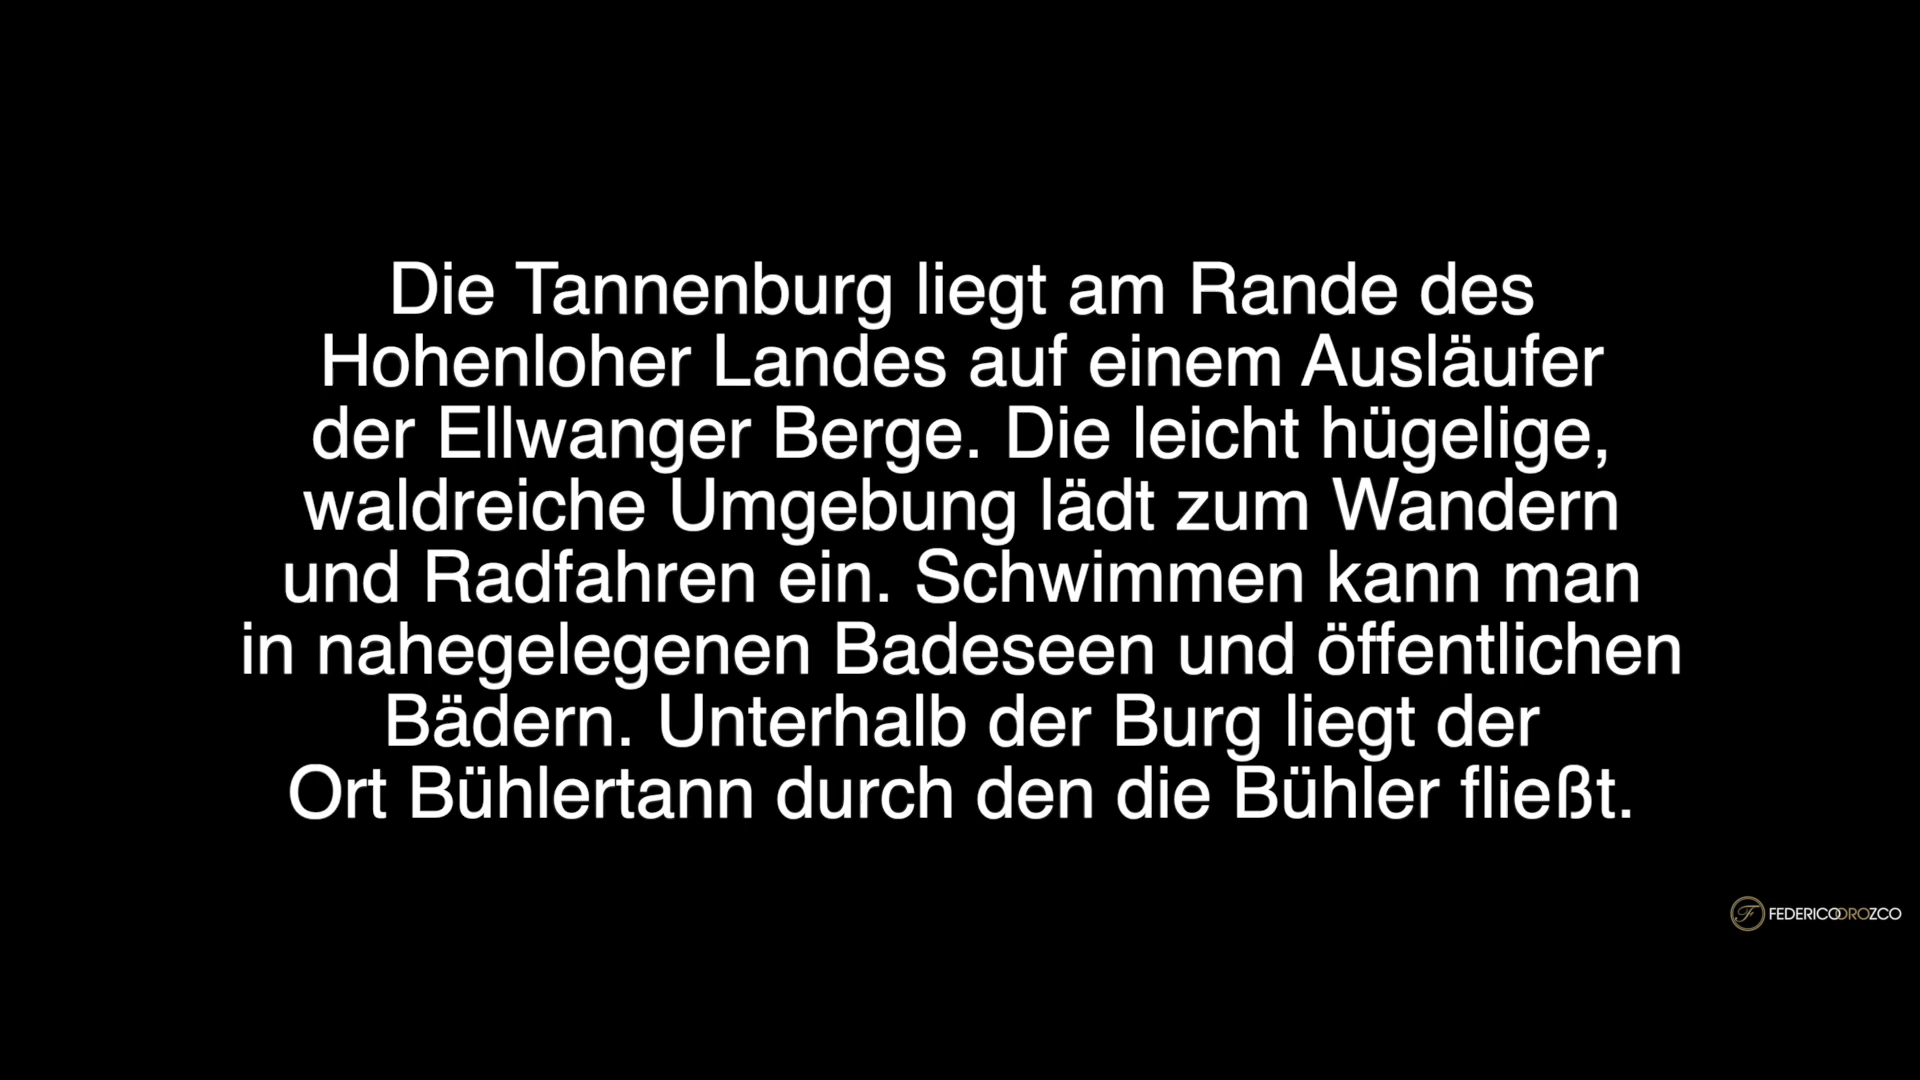 Die Tannenburg liegt am Rande des
Hohenloher Landes auf einem Ausläufer
der Ellwanger Berge. Die leicht hügelige,
waldreiche Umgebung lädt zum Wandern
und Radfahren ein. Schwimmen kann man
in nahegelegenen Badeseen und öffentlichen
Bädern. Unterhalb der Burg liegt der
Ort Bühlertann durch den die Bühler fließt.
F FEDERICOOROZCO